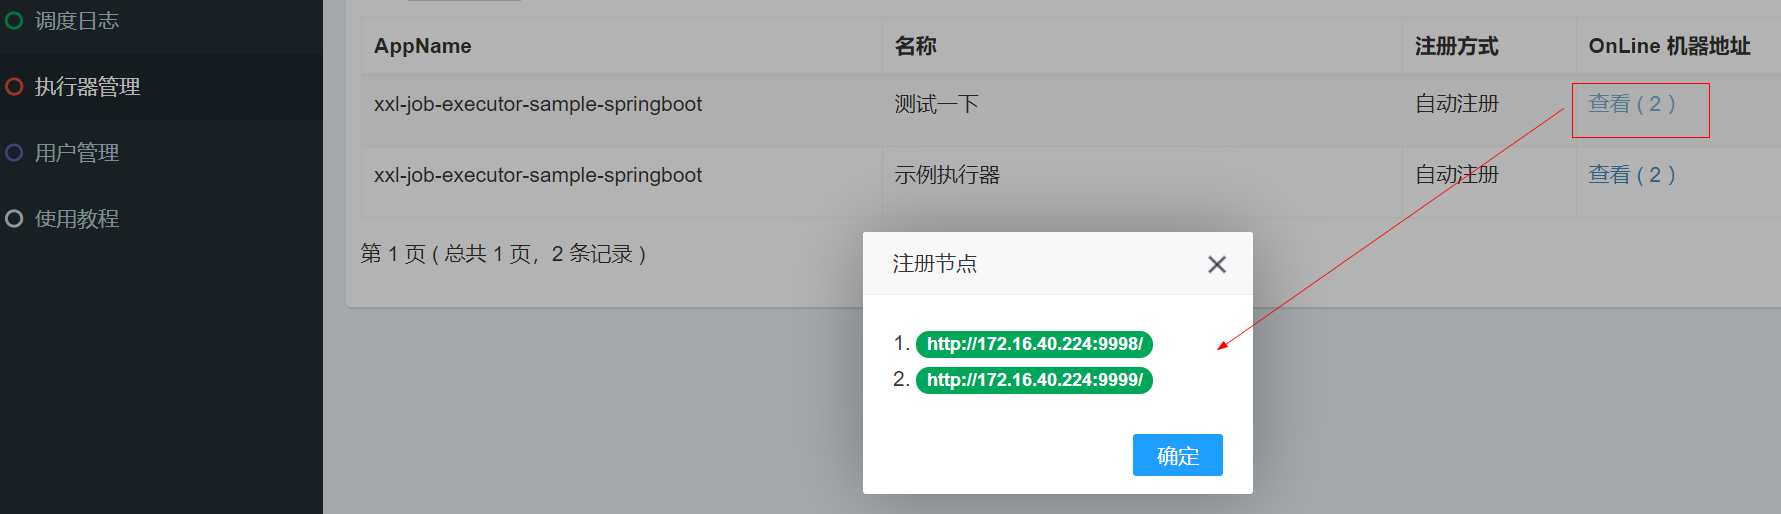 调度日志
执行器管理
用户管理
使用教程
AppName 名称 注册方式 OnLine 机器地址
xxl-job-executor-sample-springboot 测试一下 自动注册 查看 ( 2 )
xxl-job-executor-sample-springboot 示例执行器 自动注册 查看 ( 2 )
第 1 页 ( 总共 1 页，2 条记录 )
注册节点
1. http://172.16.40.224:9998/
2. http://172.16.40.224:9999/
确定